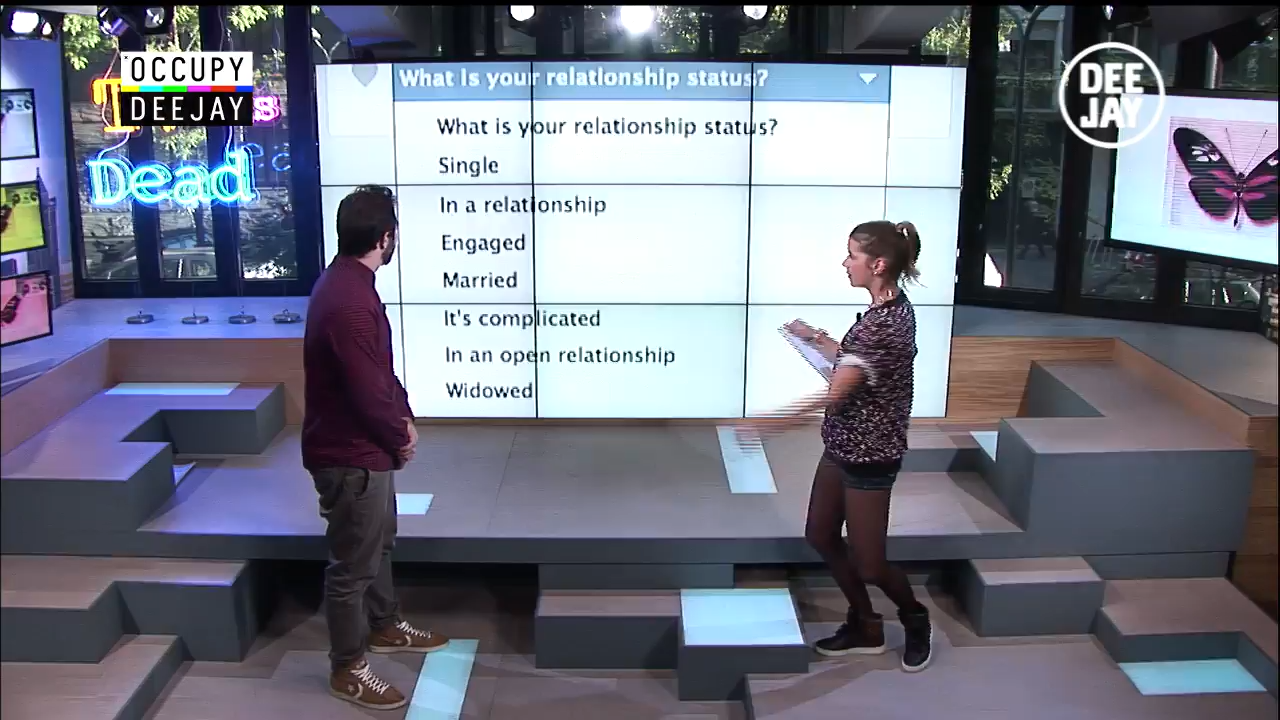 OCCUPY
DEEJAY
Dead
DEE
JAY
What is your relationship status?
What is your relationship status?
Single
In a relationship
Engaged
Married
It's complicated
In an open relationship
Widowed